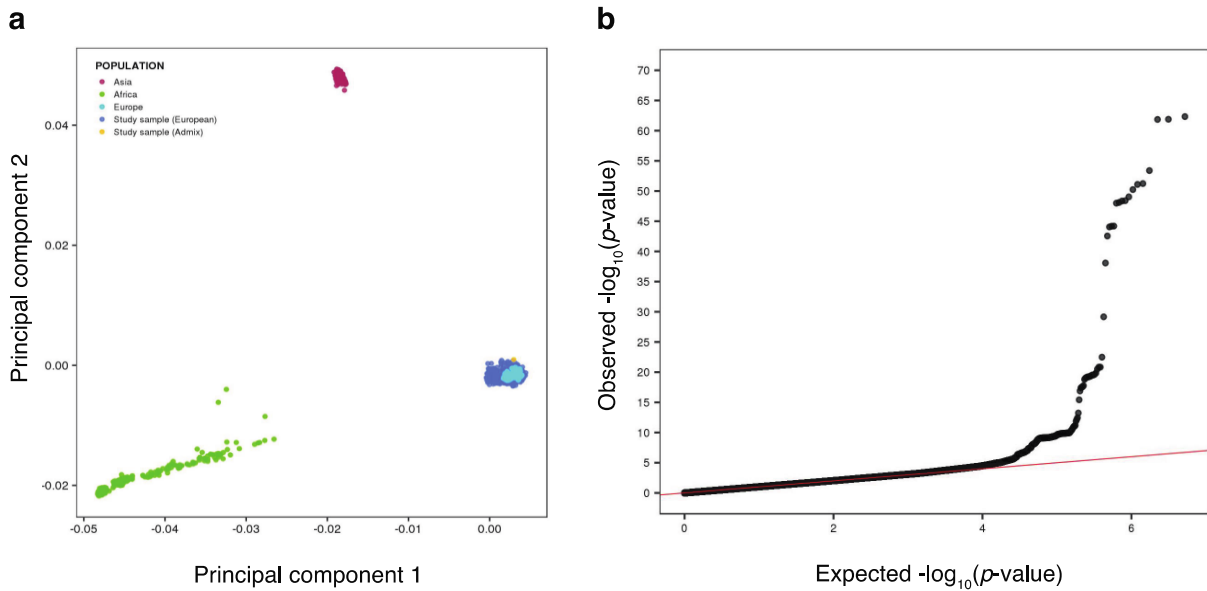 a
POPULATION
Asia
Africa
Europe
Study sample (European)
Study sample (Admix)
Principal component 2
0.04
0.02
0.00
-0.02
-0.05
-0.04
-0.03
-0.02
-0.01
0.00
Principal component 1
b
Observed -log10(p-value)
70
65
60
55
50
45
40
35
30
25
20
15
10
5
0
0
2
4
6
Expected -log10(p-value)